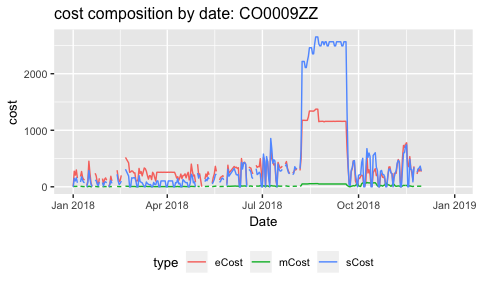 cost composition by date: CO0009ZZ
cost
2000
1000
0
Jan 2018 Apr 2018 Jul 2018 Oct 2018 Jan 2019
Date
type eCost mCost sCost